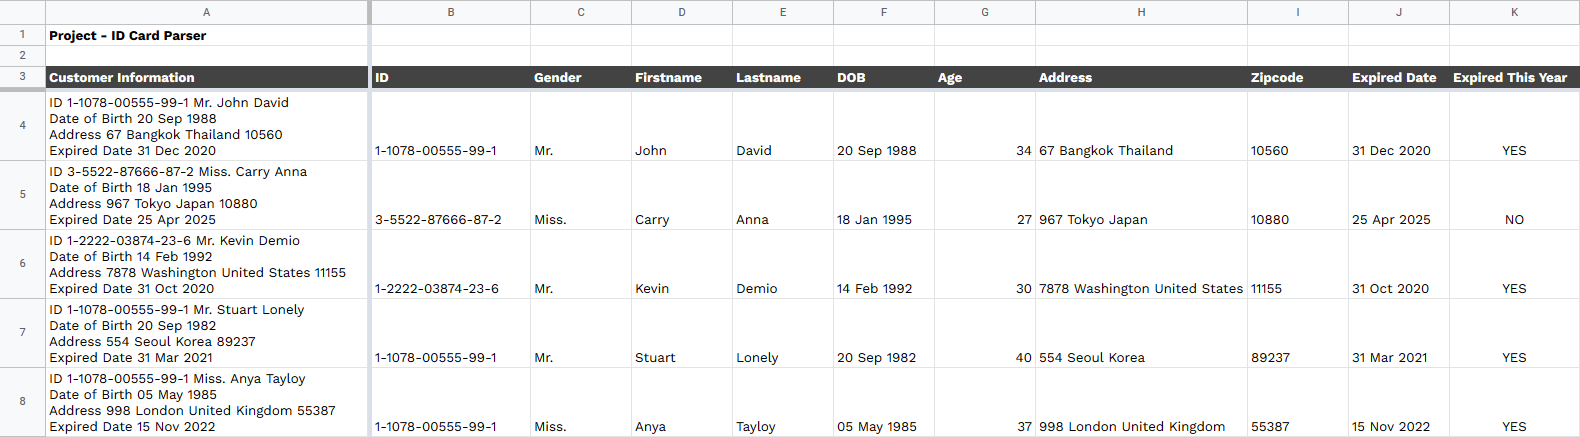 A B C D E F G H I J K
1 Project - ID Card Parser
2
3 Customer Information ID Gender Firstname Lastname DOB Age Address Zipcode Expired Date Expired This Year
ID 1-1078-00555-99-1 Mr. John David
Date of Birth 20 Sep 1988
Address 67 Bangkok Thailand 10560
Expired Date 31 Dec 2020
4 1-1078-00555-99-1 Mr. John David 20 Sep 1988 34 67 Bangkok Thailand 10560 31 Dec 2020 YES
ID 3-5522-87666-87-2 Miss. Carry Anna
Date of Birth 18 Jan 1995
Address 967 Tokyo Japan 10880
Expired Date 25 Apr 2025
5 3-5522-87666-87-2 Miss. Carry Anna 18 Jan 1995 27 967 Tokyo Japan 10880 25 Apr 2025 NO
ID 1-2222-03874-23-6 Mr. Kevin Demio
Date of Birth 14 Feb 1992
Address 7878 Washington United States 11155
Expired Date 31 Oct 2020
6 1-2222-03874-23-6 Mr. Kevin Demio 14 Feb 1992 30 7878 Washington United States 11155 31 Oct 2020 YES
ID 1-1078-00555-99-1 Mr. Stuart Lonely
Date of Birth 20 Sep 1982
Address 554 Seoul Korea 89237
Expired Date 31 Mar 2021
7 1-1078-00555-99-1 Mr. Stuart Lonely 20 Sep 1982 40 554 Seoul Korea 89237 31 Mar 2021 YES
ID 1-1078-00555-99-1 Miss. Anya Tayloy
Date of Birth 05 May 1985
Address 998 London United Kingdom 55387
Expired Date 15 Nov 2022
8 1-1078-00555-99-1 Miss. Anya Tayloy 05 May 1985 37 998 London United Kingdom 55387 15 Nov 2022 YES